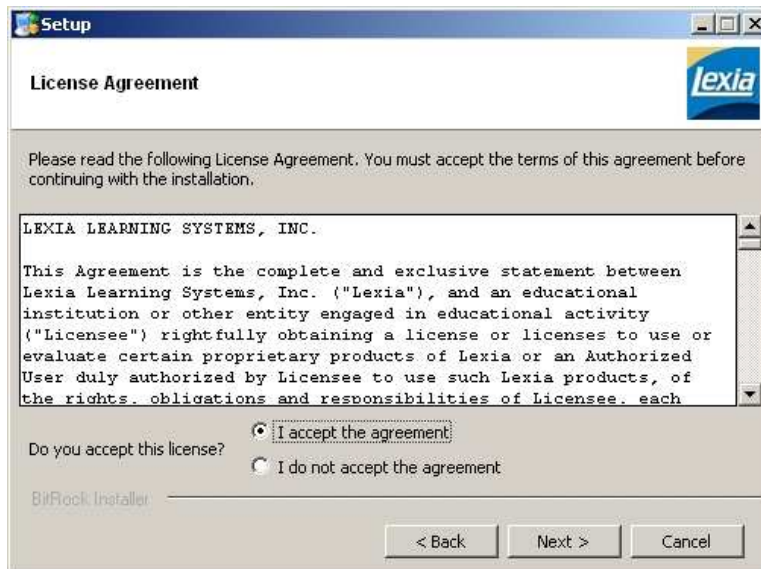 Setup
License Agreement
lexia
Please read the following License Agreement. You must accept the terms of this agreement before
continuing with the installation.
LEXIA LEARNING SYSTEMS, INC.
This Agreement is the complete and exclusive statement between
Lexia Learning Systems, Inc. ("Lexia"), and an educational
institution or other entity engaged in educational activity
("Licensee") rightfully obtaining a license or licenses to use or
evaluate certain proprietary products of Lexia or an Authorized
User duly authorized by Licensee to use such Lexia products, of
the rights, obligations and responsibilities of Licensee, each
Do you accept this license?
I accept the agreement
I do not accept the agreement
BitRock Installer
< Back
Next >
Cancel